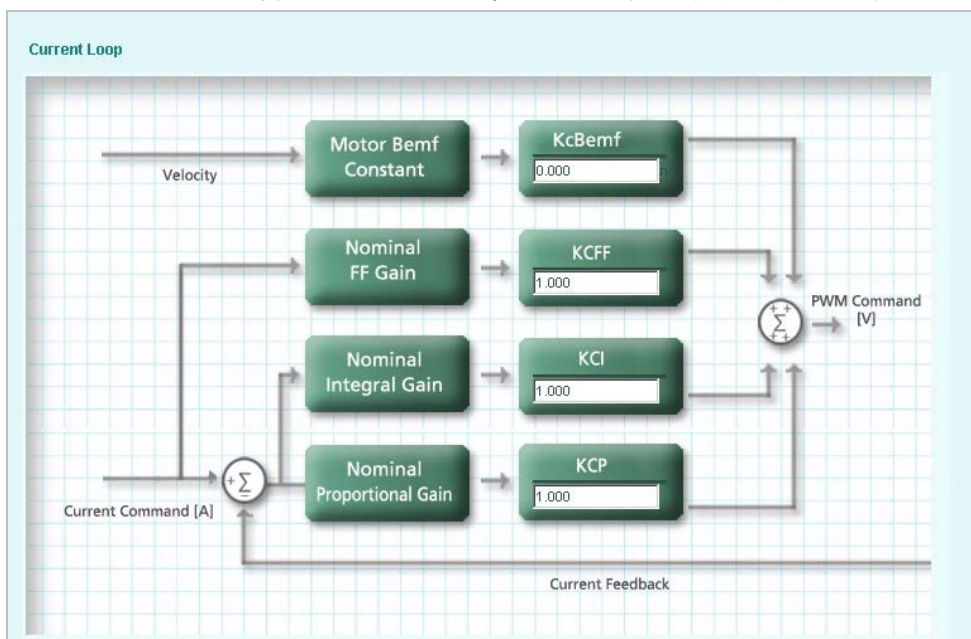 Current Loop
Velocity
Motor Bemf
Constant
KcBemf
0.000
Nominal
FF Gain
KCFF
1.000
Nominal
Integral Gain
KCI
1.000
Nominal
Proportional Gain
KCP
1.000
Current Command [A]
+
Σ
−
+ +
Σ
+ +
PWM Command
[V]
Current Feedback